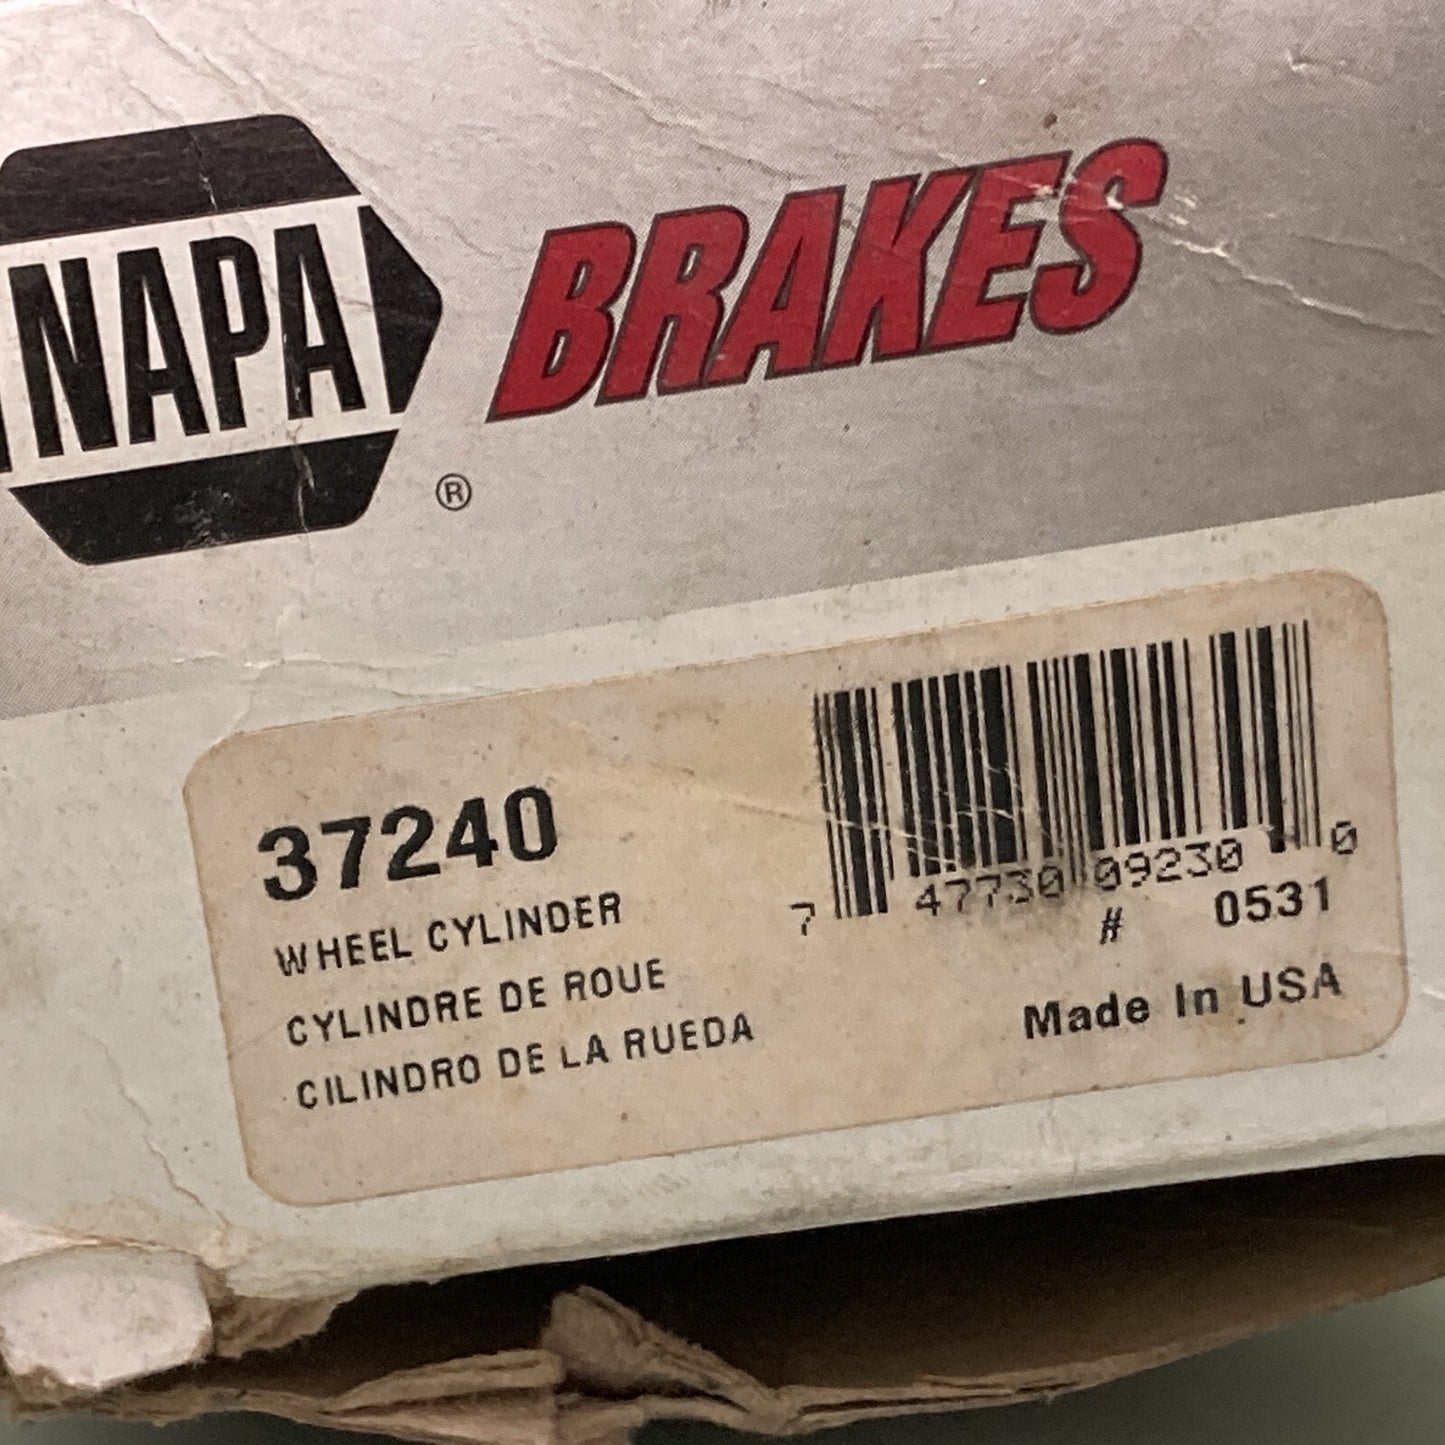 NAPA
®
BRAKES
37240
WHEEL CYLINDER
CYLINDRE DE ROUE
CILINDRO DE LA RUEDA
7 47730 09230 0
# 0531
Made In USA